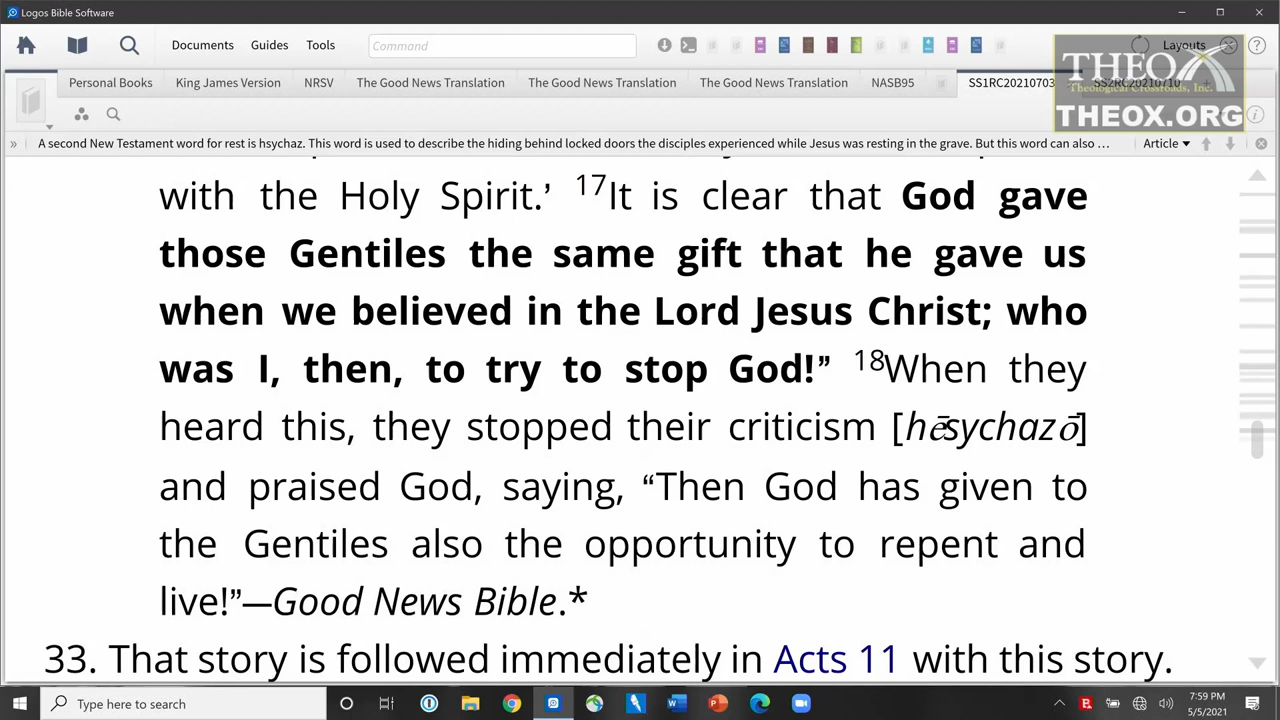 Logos Bible Software
Documents Guides Tools Command Layouts
Personal Books King James Version NRSV The Good News Translation The Good News Translation The Good News Translation NASB95 SS1RC20210703 SS2RC20210710
THEOX
Theological Crossroads, Inc.
THEOX.ORG
» A second New Testament word for rest is hsychaz. This word is used to describe the hiding behind locked doors the disciples experienced while Jesus was resting in the grave. But this word can also … Article
with the Holy Spirit.’ 17It is clear that God gave
those Gentiles the same gift that he gave us
when we believed in the Lord Jesus Christ; who
was I, then, to try to stop God!” 18When they
heard this, they stopped their criticism [hēsychazō]
and praised God, saying, “Then God has given to
the Gentiles also the opportunity to repent and
live!”—Good News Bible.*
33. That story is followed immediately in Acts 11 with this story.
Type here to search
7:59 PM
5/5/2021